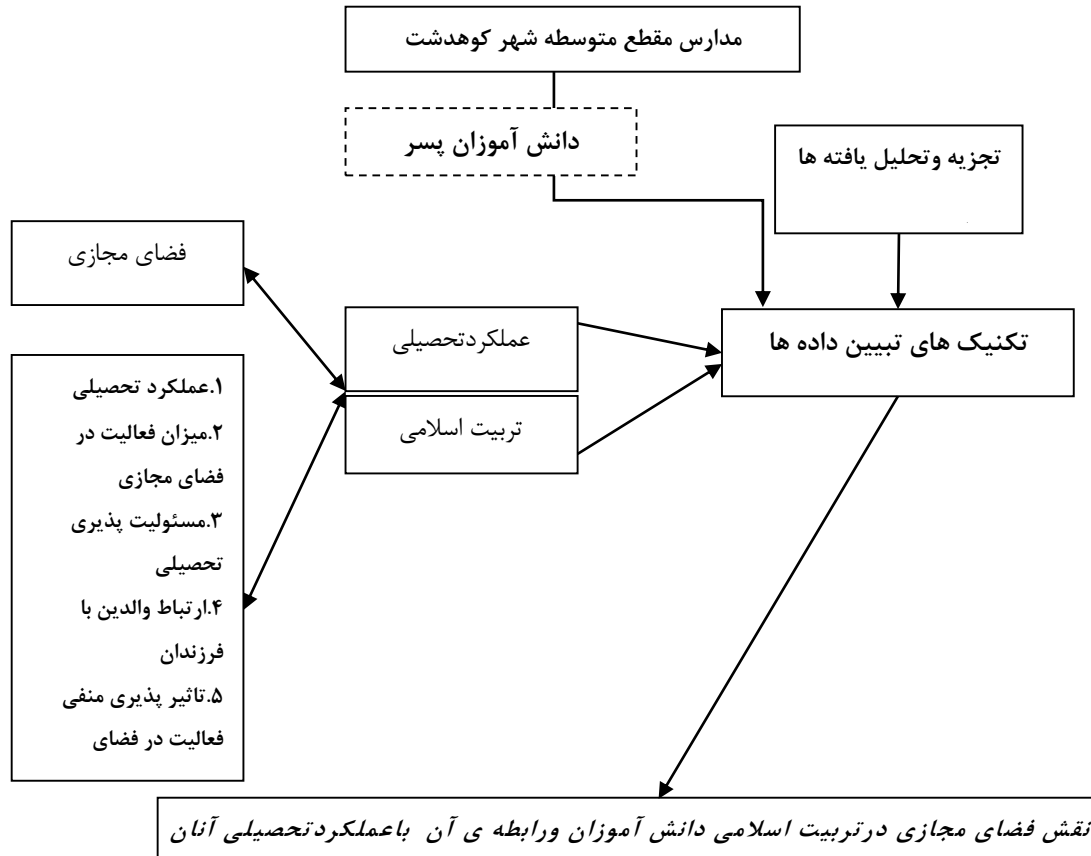 مدارس مقطع متوسطه شهر کوهدشت
دانش آموزان پسر
تجزیه وتحلیل یافته ها
فضای مجازی
عملکردتحصیلی
تکنیک های تبیین داده ها
تربیت اسلامی
۱.عملکرد تحصیلی
۲.میزان فعالیت در
فضای مجازی
۳.مسئولیت پذیری
تحصیلی
۴.ارتباط والدین با
فرزندان
۵.تاثیر پذیری منفی
فعالیت در فضای
نقش فضای مجازی درتربیت اسلامی دانش آموزان ورابطه ی آن باعملکردتحصیلی آنان